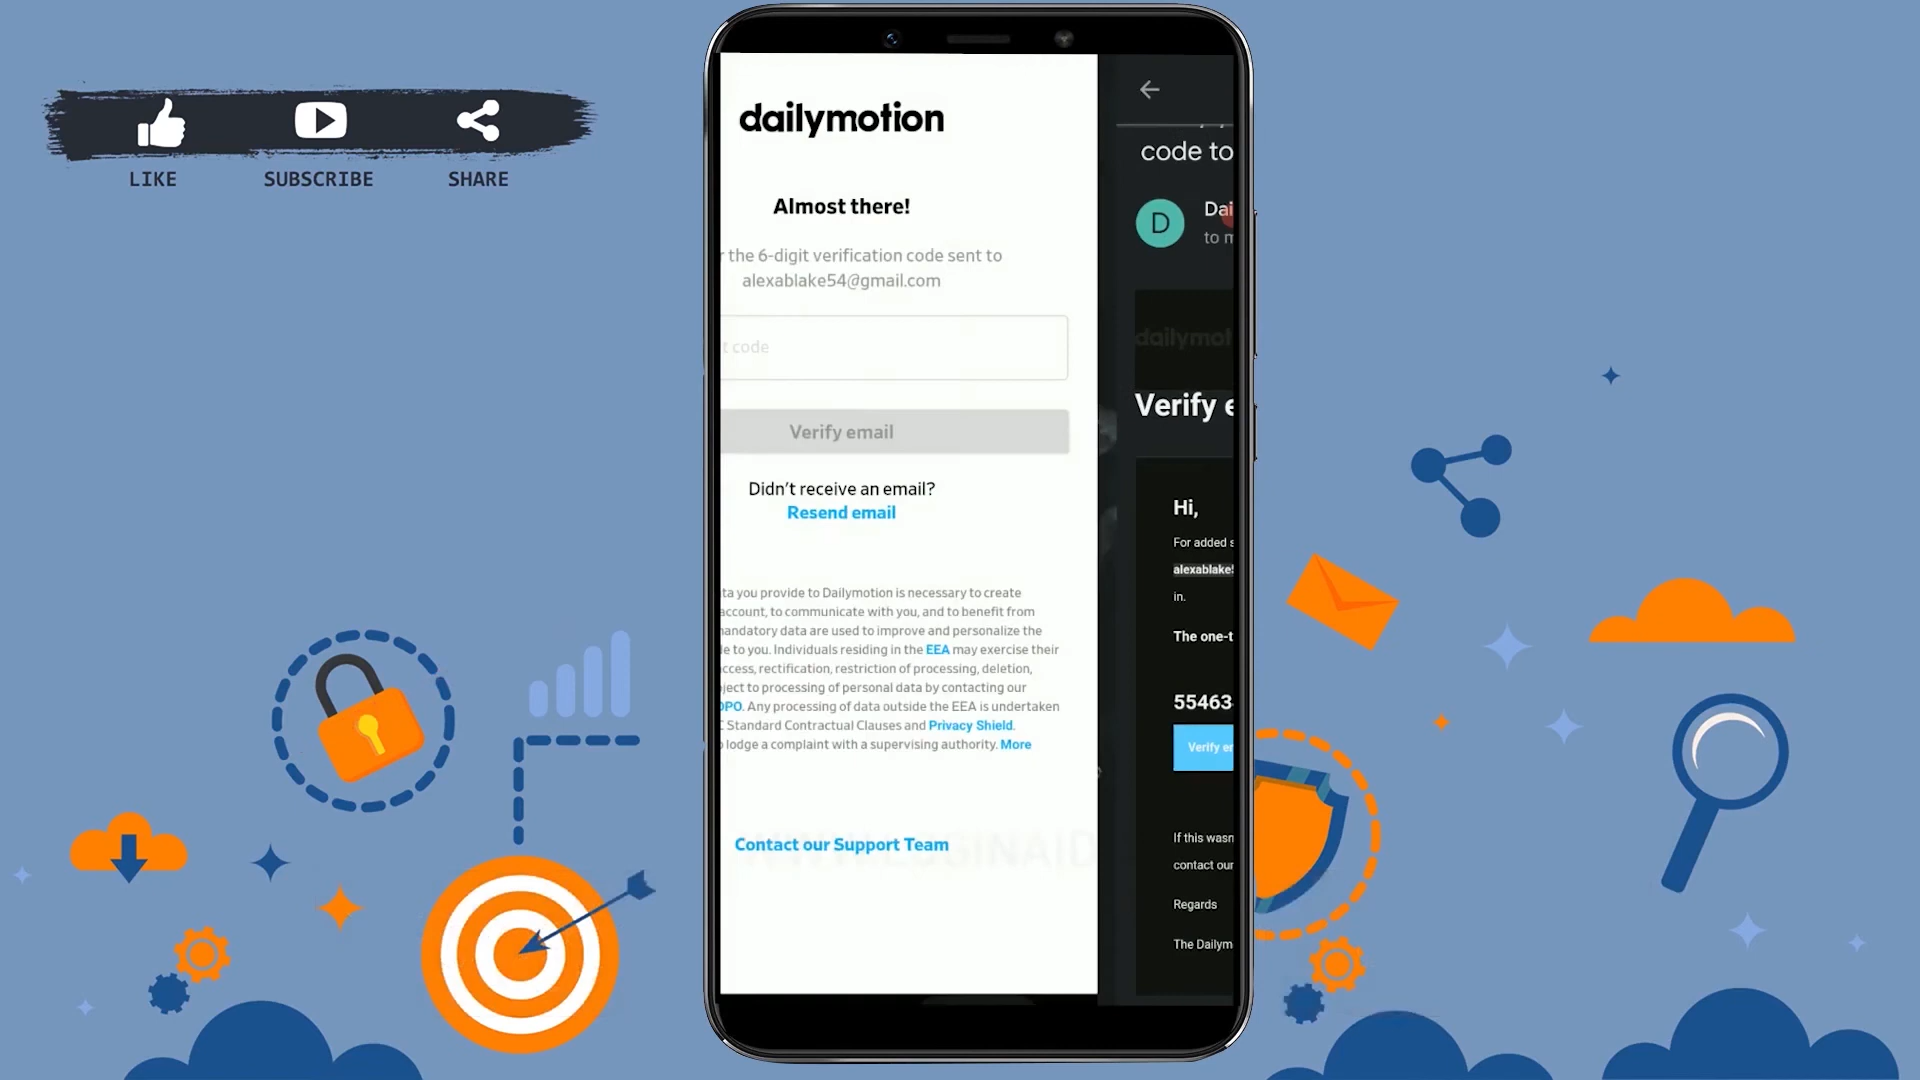 LIKE
SUBSCRIBE
SHARE
dailymotion
Almost there!
the 6-digit verification code sent to
alexablake54@gmail.com
code
Verify email
Didn't receive an email?
Resend email
you provide to Dailymotion is necessary to create
account, to communicate with you, and to benefit from
mandatory data are used to improve and personalize the
to you. Individuals residing in the EEA may exercise their
access, rectification, restriction of processing, deletion,
to processing of personal data by contacting our
DPO. Any processing of data outside the EEA is undertaken
Standard Contractual Clauses and Privacy Shield.
lodge a complaint with a supervising authority. More
Contact our Support Team
code to
D
Dai
to m
dailymot
Verify e
Hi,
For added s
alexablake5
in.
The one-t
55463
Verify em
If this wasn
contact our
Regards
The Dailym